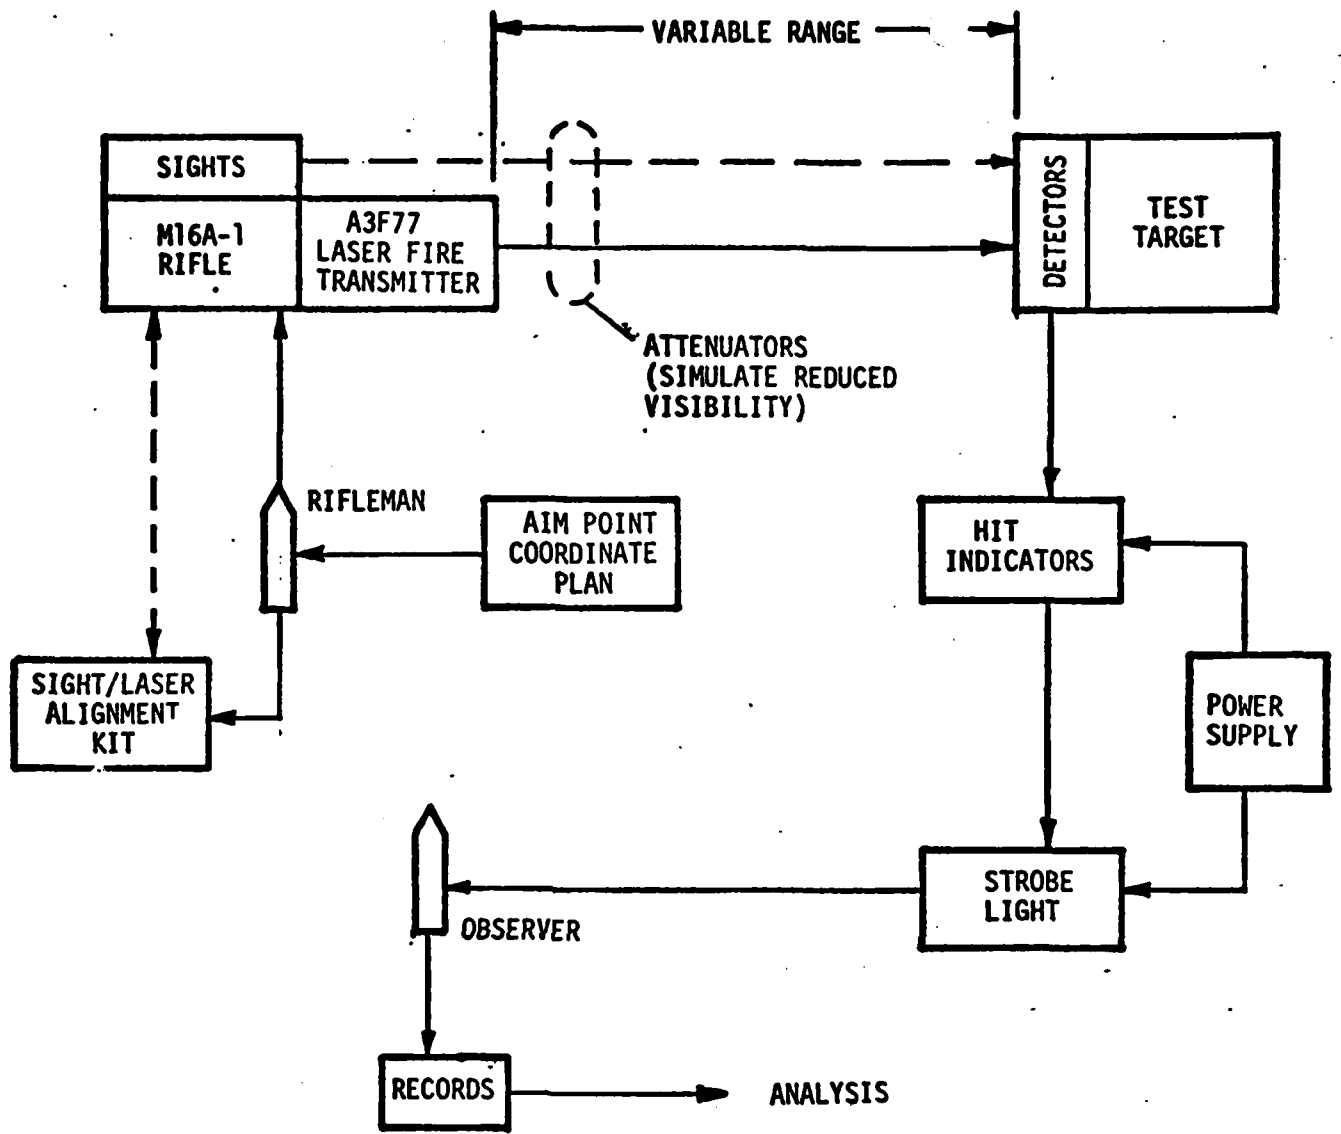 VARIABLE RANGE
SIGHTS
M16A-1
RIFLE
A3F77
LASER FIRE
TRANSMITTER
DETECTORS
TEST
TARGET
ATTENUATORS
(SIMULATE REDUCED
VISIBILITY)
RIFLEMAN
AIM POINT
COORDINATE
PLAN
HIT
INDICATORS
SIGHT/LASER
ALIGNMENT
KIT
POWER
SUPPLY
STROBE
LIGHT
OBSERVER
RECORDS
ANALYSIS